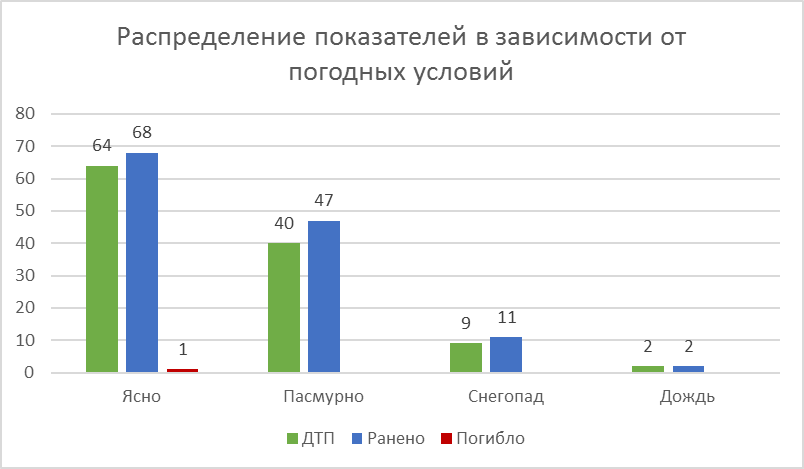 Распределение показателей в зависимости от
погодных условий
80
70
60
50
40
30
20
10
0
64
68
1
40
47
9
11
2
2
Ясно
Пасмурно
Снегопад
Дождь
ДТП
Ранено
Погибло